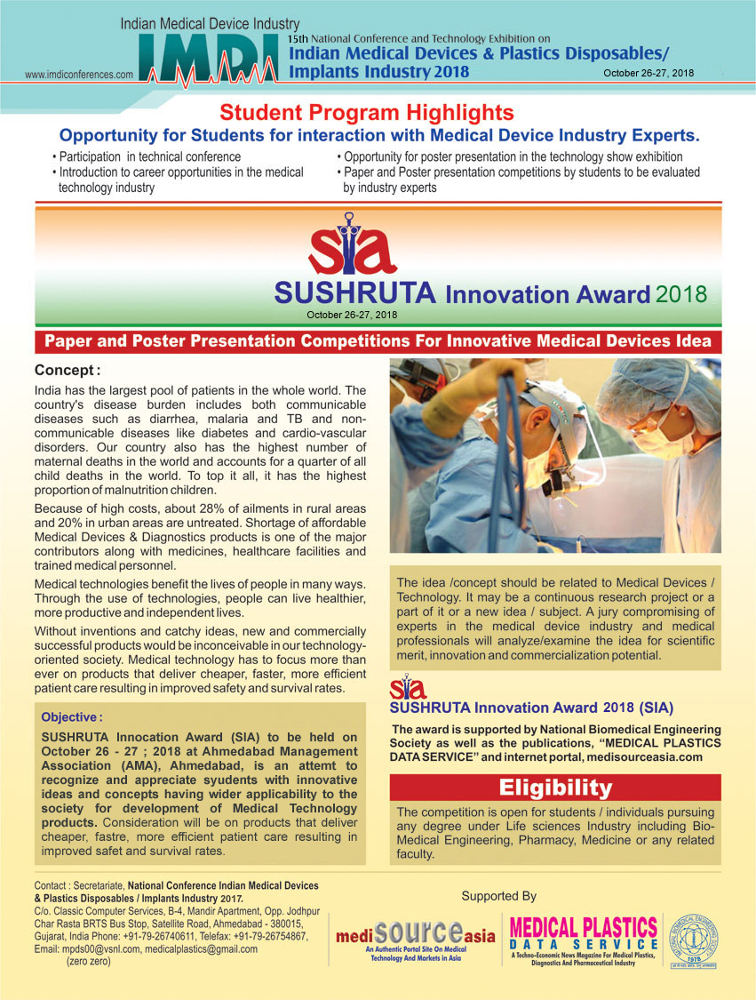 Indian Medical Device Industry
IMDI
www.imdiconferences.com
15th National Conference and Technology Exhibition on
Indian Medical Devices & Plastics Disposables/
Implants Industry 2018
October 26-27, 2018
Student Program Highlights
Opportunity for Students for interaction with Medical Device Industry Experts.
• Participation in technical conference
• Introduction to career opportunities in the medical
technology industry
• Opportunity for poster presentation in the technology show exhibition
• Paper and Poster presentation competitions by students to be evaluated
by industry experts
sia
SUSHRUTA Innovation Award 2018
October 26-27, 2018
Paper and Poster Presentation Competitions For Innovative Medical Devices Idea
Concept :
India has the largest pool of patients in the whole world. The
country's disease burden includes both communicable
diseases such as diarrhea, malaria and TB and non-
communicable diseases like diabetes and cardio-vascular
disorders. Our country also has the highest number of
maternal deaths in the world and accounts for a quarter of all
child deaths in the world. To top it all, it has the highest
proportion of malnutrition children.
Because of high costs, about 28% of ailments in rural areas
and 20% in urban areas are untreated. Shortage of affordable
Medical Devices & Diagnostics products is one of the major
contributors along with medicines, healthcare facilities and
trained medical personnel.
Medical technologies benefit the lives of people in many ways.
Through the use of technologies, people can live healthier,
more productive and independent lives.
Without inventions and catchy ideas, new and commercially
successful products would be inconceivable in our technology-
oriented society. Medical technology has to focus more than
ever on products that deliver cheaper, faster, more efficient
patient care resulting in improved safety and survival rates.
Objective :
SUSHRUTA Innocation Award (SIA) to be held on
October 26 - 27 ; 2018 at Ahmedabad Management
Association (AMA), Ahmedabad, is an attemt to
recognize and appreciate syudents with innovative
ideas and concepts having wider applicability to the
society for development of Medical Technology
products. Consideration will be on products that deliver
cheaper, fastre, more efficient patient care resulting in
improved safet and survival rates.
The idea /concept should be related to Medical Devices /
Technology. It may be a continuous research project or a
part of it or a new idea / subject. A jury compromising of
experts in the medical device industry and medical
professionals will analyze/examine the idea for scientific
merit, innovation and commercialization potential.
sia
SUSHRUTA Innovation Award 2018 (SIA)
The award is supported by National Biomedical Engineering
Society as well as the publications, “MEDICAL PLASTICS
DATA SERVICE” and internet portal, medisourceasia.com
Eligibility
The competition is open for students / individuals pursuing
any degree under Life sciences Industry including Bio-
Medical Engineering, Pharmacy, Medicine or any related
faculty.
Contact : Secretariate, National Conference Indian Medical Devices
& Plastics Disposables / Implants Industry 2017.
C/o. Classic Computer Services, B-4, Mandir Apartment, Opp. Jodhpur
Char Rasta BRTS Bus Stop, Satellite Road, Ahmedabad - 380015,
Gujarat, India Phone: +91-79-26740611, Telefax: +91-79-26754867,
Email: mpds00@vsnl.com, medicalplastics@gmail.com
(zero zero)
Supported By
medi SOURCE asia
An Authentic Portal Site On Medical
Technology And Markets in Asia
MEDICAL PLASTICS
DATA SERVICE
A Techno-Economic News Magazine For Medical Plastics,
Diagnostics And Pharmaceutical Industry
1978